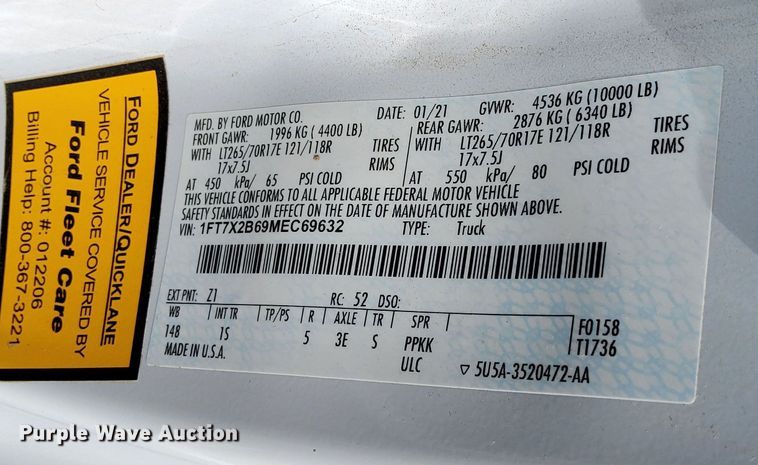 FORD DEALER/QUICKLANE
VEHICLE SERVICE COVERED BY
Ford Fleet Care
Account #: 012206
Billing Help: 800-367-3221
MFD. BY FORD MOTOR CO.
DATE: 01/21 GVWR: 4536 KG (10000 LB)
FRONT GAWR: 1996 KG (4400 LB) REAR GAWR: 2876 KG (6340 LB)
WITH LT265/70R17E 121/118R TIRES WITH LT265/70R17E 121/118R TIRES
17x7.5J RIMS 17x7.5J RIMS
AT 450 kPa/ 65 PSI COLD AT 550 kPa/ 80 PSI COLD
THIS VEHICLE CONFORMS TO ALL APPLICABLE FEDERAL MOTOR VEHICLE
SAFETY STANDARDS IN EFFECT ON THE DATE OF MANUFACTURE SHOWN ABOVE.
VIN: 1FT7X2B69MEC69632 TYPE: Truck
EXT PNT: Z1 RC: 52 DSO:
WB INT TR TP/PS R AXLE TR SPR F0158
148 1S 5 3E S PPKK T1736
MADE IN U.S.A. ULC ▽ 5U5A-3520472-AA
Purple Wave Auction